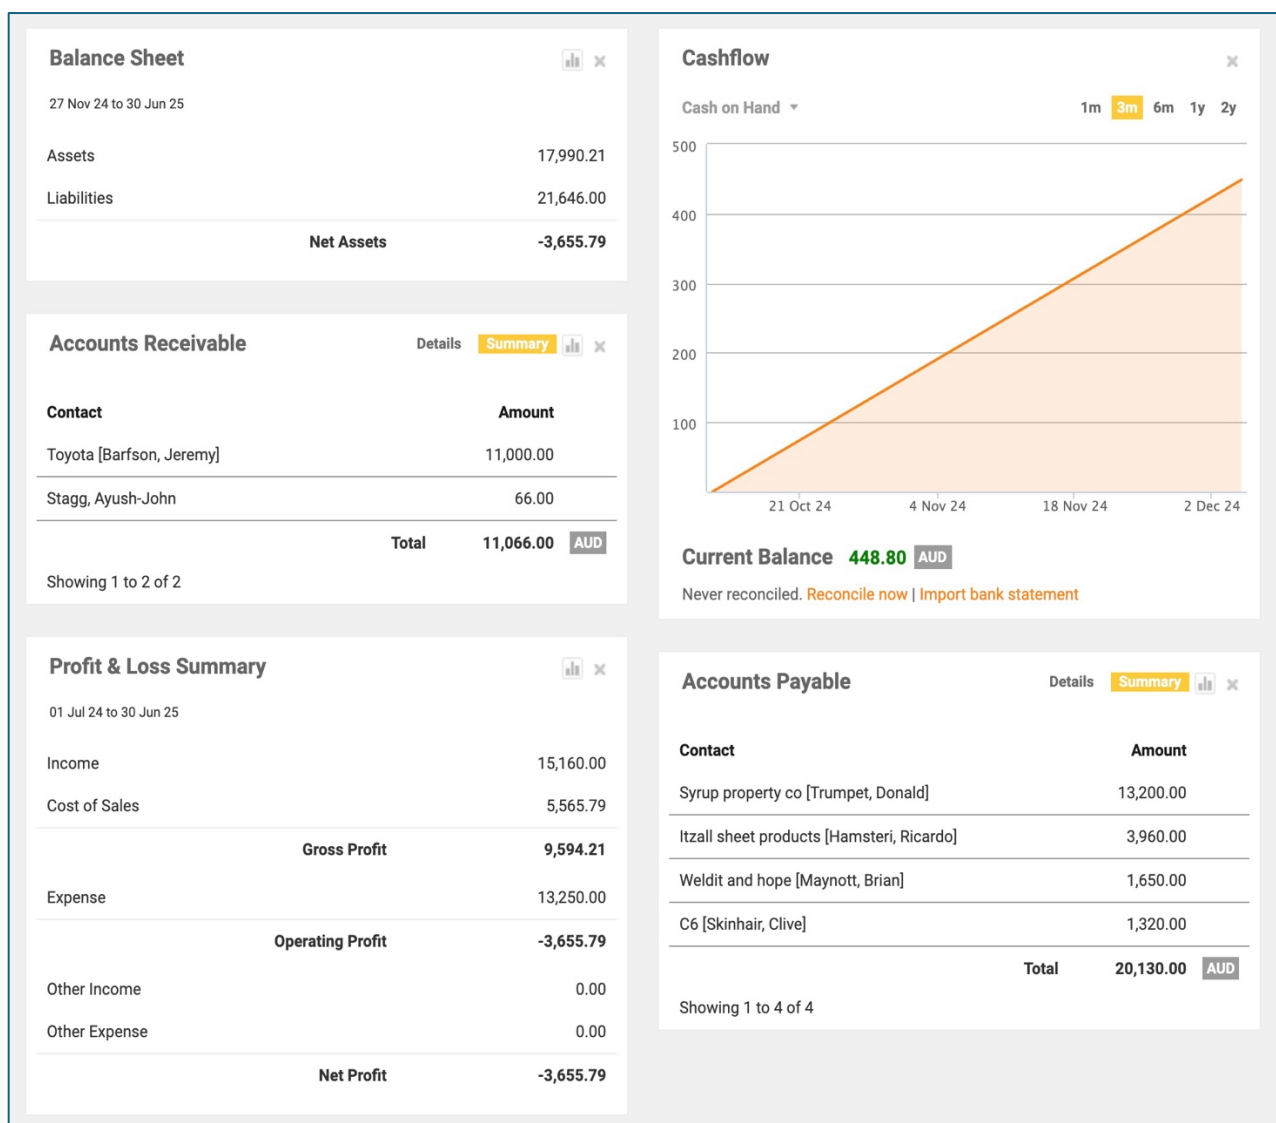 Balance Sheet
27 Nov 24 to 30 Jun 25
Assets 17,990.21
Liabilities 21,646.00
Net Assets -3,655.79
Accounts Receivable Details Summary
Contact Amount
Toyota [Barfson, Jeremy] 11,000.00
Stagg, Ayush-John 66.00
Total 11,066.00 AUD
Showing 1 to 2 of 2
Profit & Loss Summary
01 Jul 24 to 30 Jun 25
Income 15,160.00
Cost of Sales 5,565.79
Gross Profit 9,594.21
Expense 13,250.00
Operating Profit -3,655.79
Other Income 0.00
Other Expense 0.00
Net Profit -3,655.79
Cashflow
Cash on Hand 1m 3m 6m 1y 2y
500
400
300
200
100
21 Oct 24 4 Nov 24 18 Nov 24 2 Dec 24
Current Balance 448.80 AUD
Never reconciled. Reconcile now | Import bank statement
Accounts Payable Details Summary
Contact Amount
Syrup property co [Trumpet, Donald] 13,200.00
Itzall sheet products [Hamsteri, Ricardo] 3,960.00
Weldit and hope [Maynott, Brian] 1,650.00
C6 [Skinhair, Clive] 1,320.00
Total 20,130.00 AUD
Showing 1 to 4 of 4